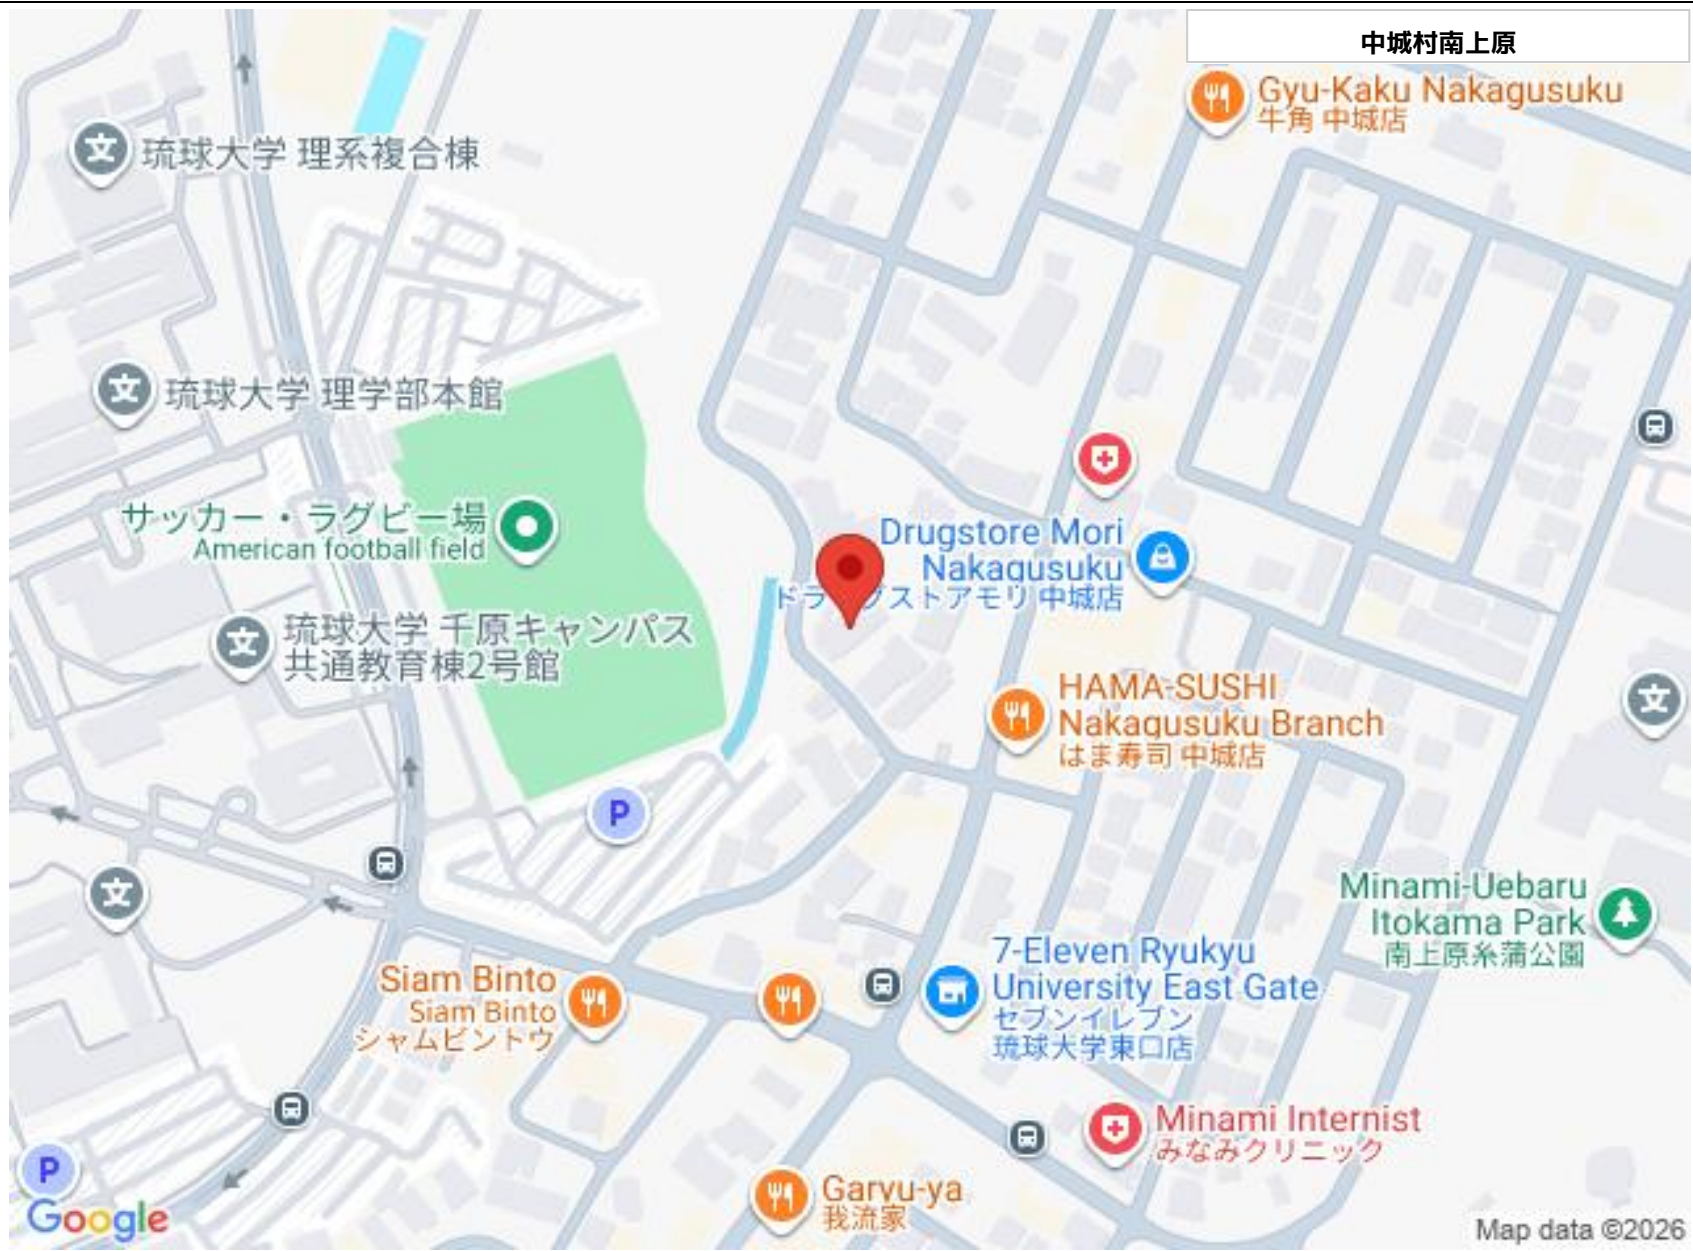 中城村南上原
Gyu-Kaku Nakagusuku
牛角 中城店
琉球大学 理系複合棟
琉球大学 理学部本館
サッカー・ラグビー場
American football field
Drugstore Mori
Nakagusuku
ドラッグストアモリ 中城店
琉球大学 千原キャンパス
共通教育棟2号館
HAMA-SUSHI
Nakagusuku Branch
はま寿司 中城店
P
Minami-Uebaru
Itokama Park
南上原糸蒲公園
7-Eleven Ryukyu
University East Gate
セブンイレブン
琉球大学東口店
Siam Binto
Siam Binto
シャムビントウ
Minami Internist
みなみクリニック
P
Garyu-ya
我流家
Google
Map data ©2026
文
文
文
文
文